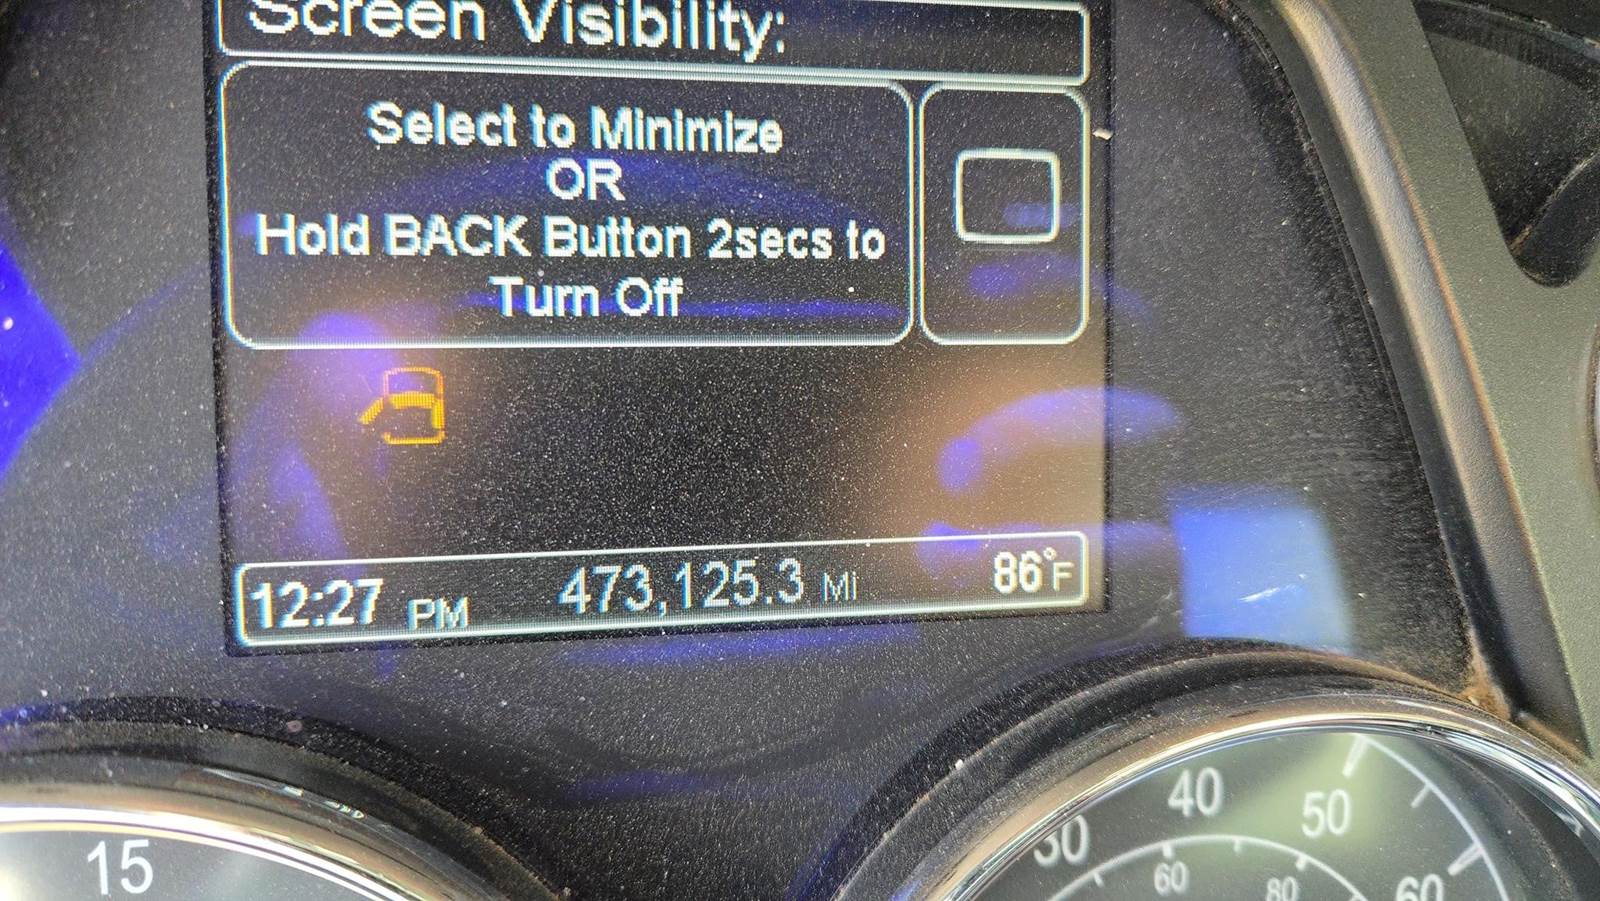 Screen Visibility:
Select to Minimize
OR
Hold BACK Button 2secs to
Turn Off
12:27 PM 473,125.3 Mi 86°F
15
30 40 50 60
60 80